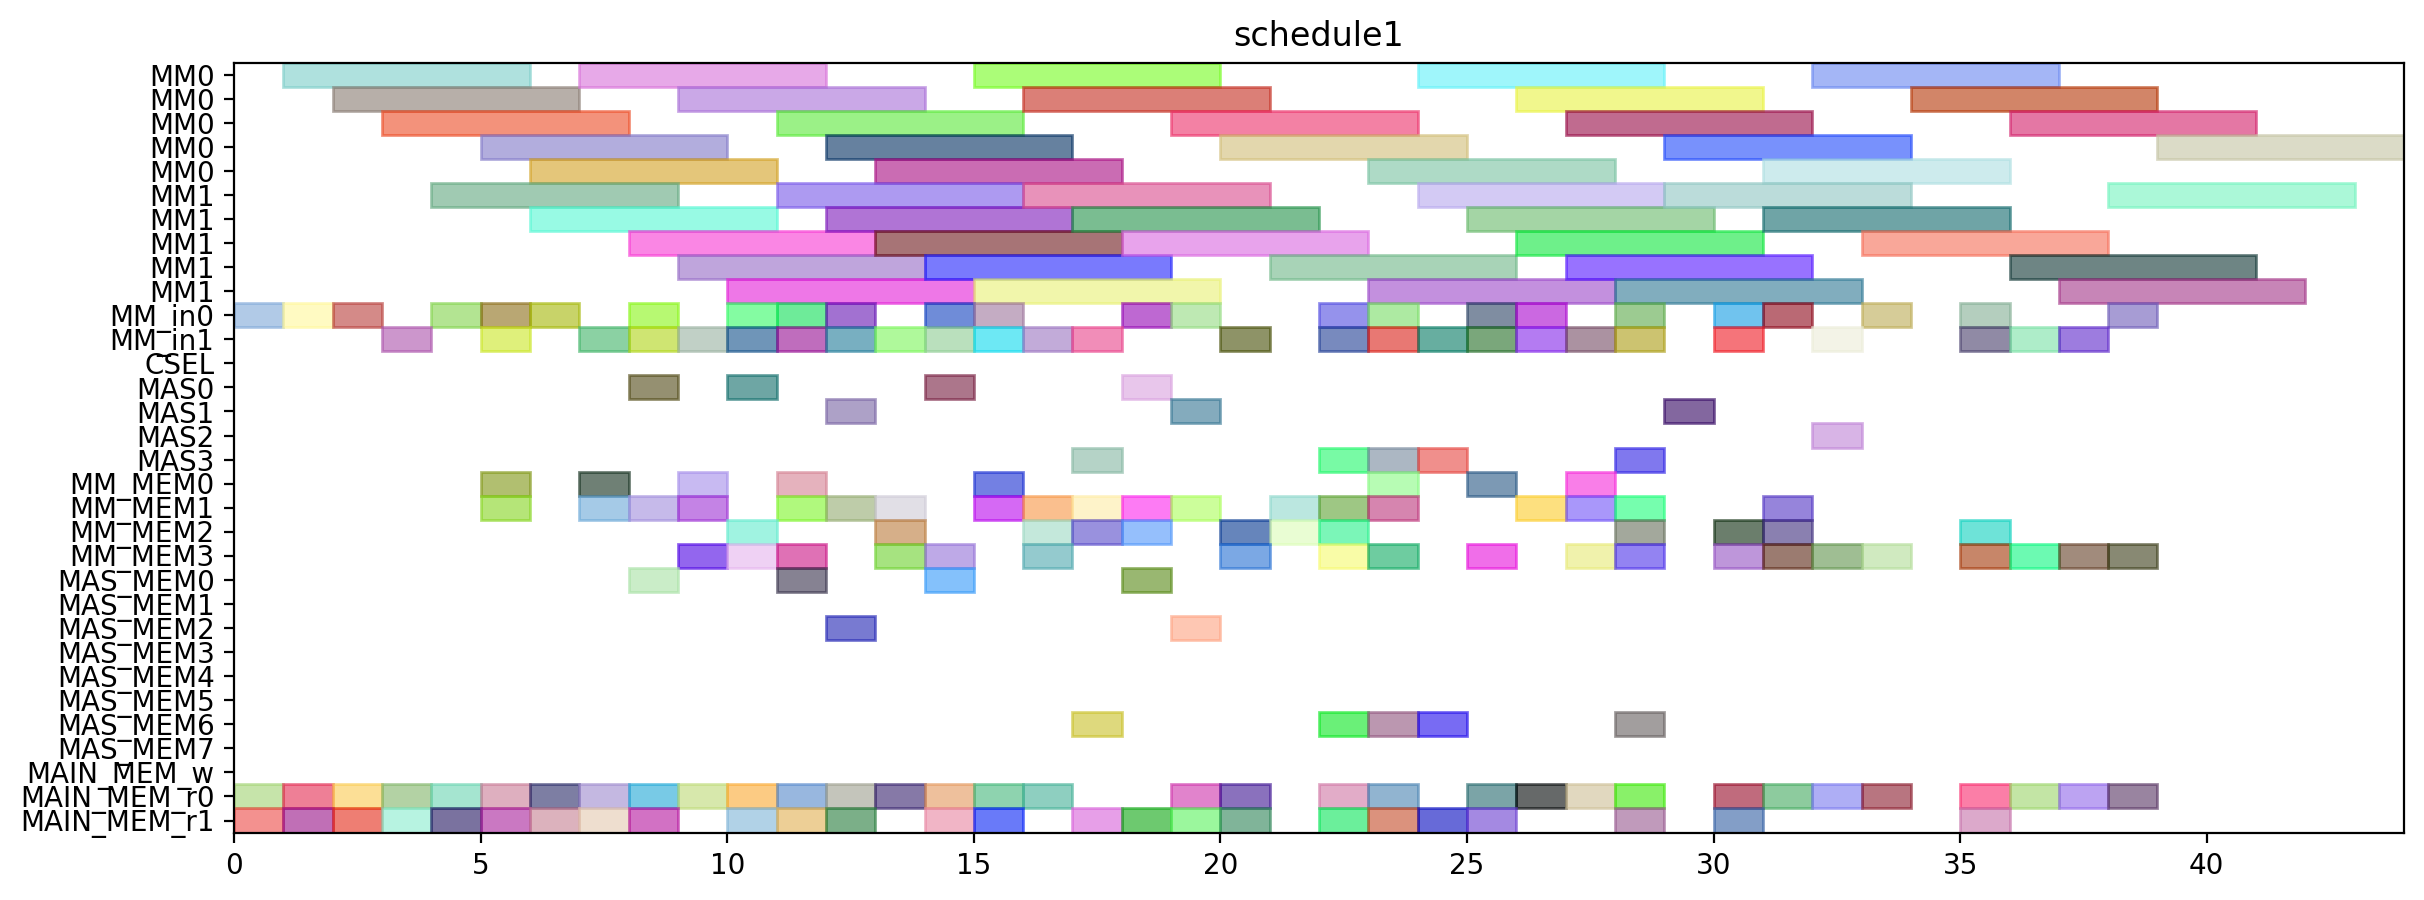 schedule1
MM0
MM0
MM0
MM0
MM0
MM1
MM1
MM1
MM1
MM1
MM_in0
MM_in1
CSEL
MAS0
MAS1
MAS2
MAS3
MM_MEM0
MM_MEM1
MM_MEM2
MM_MEM3
MAS_MEM0
MAS_MEM1
MAS_MEM2
MAS_MEM3
MAS_MEM4
MAS_MEM5
MAS_MEM6
MAS_MEM7
MAIN_MEM_w
MAIN_MEM_r0
MAIN_MEM_r1
0 5 10 15 20 25 30 35 40